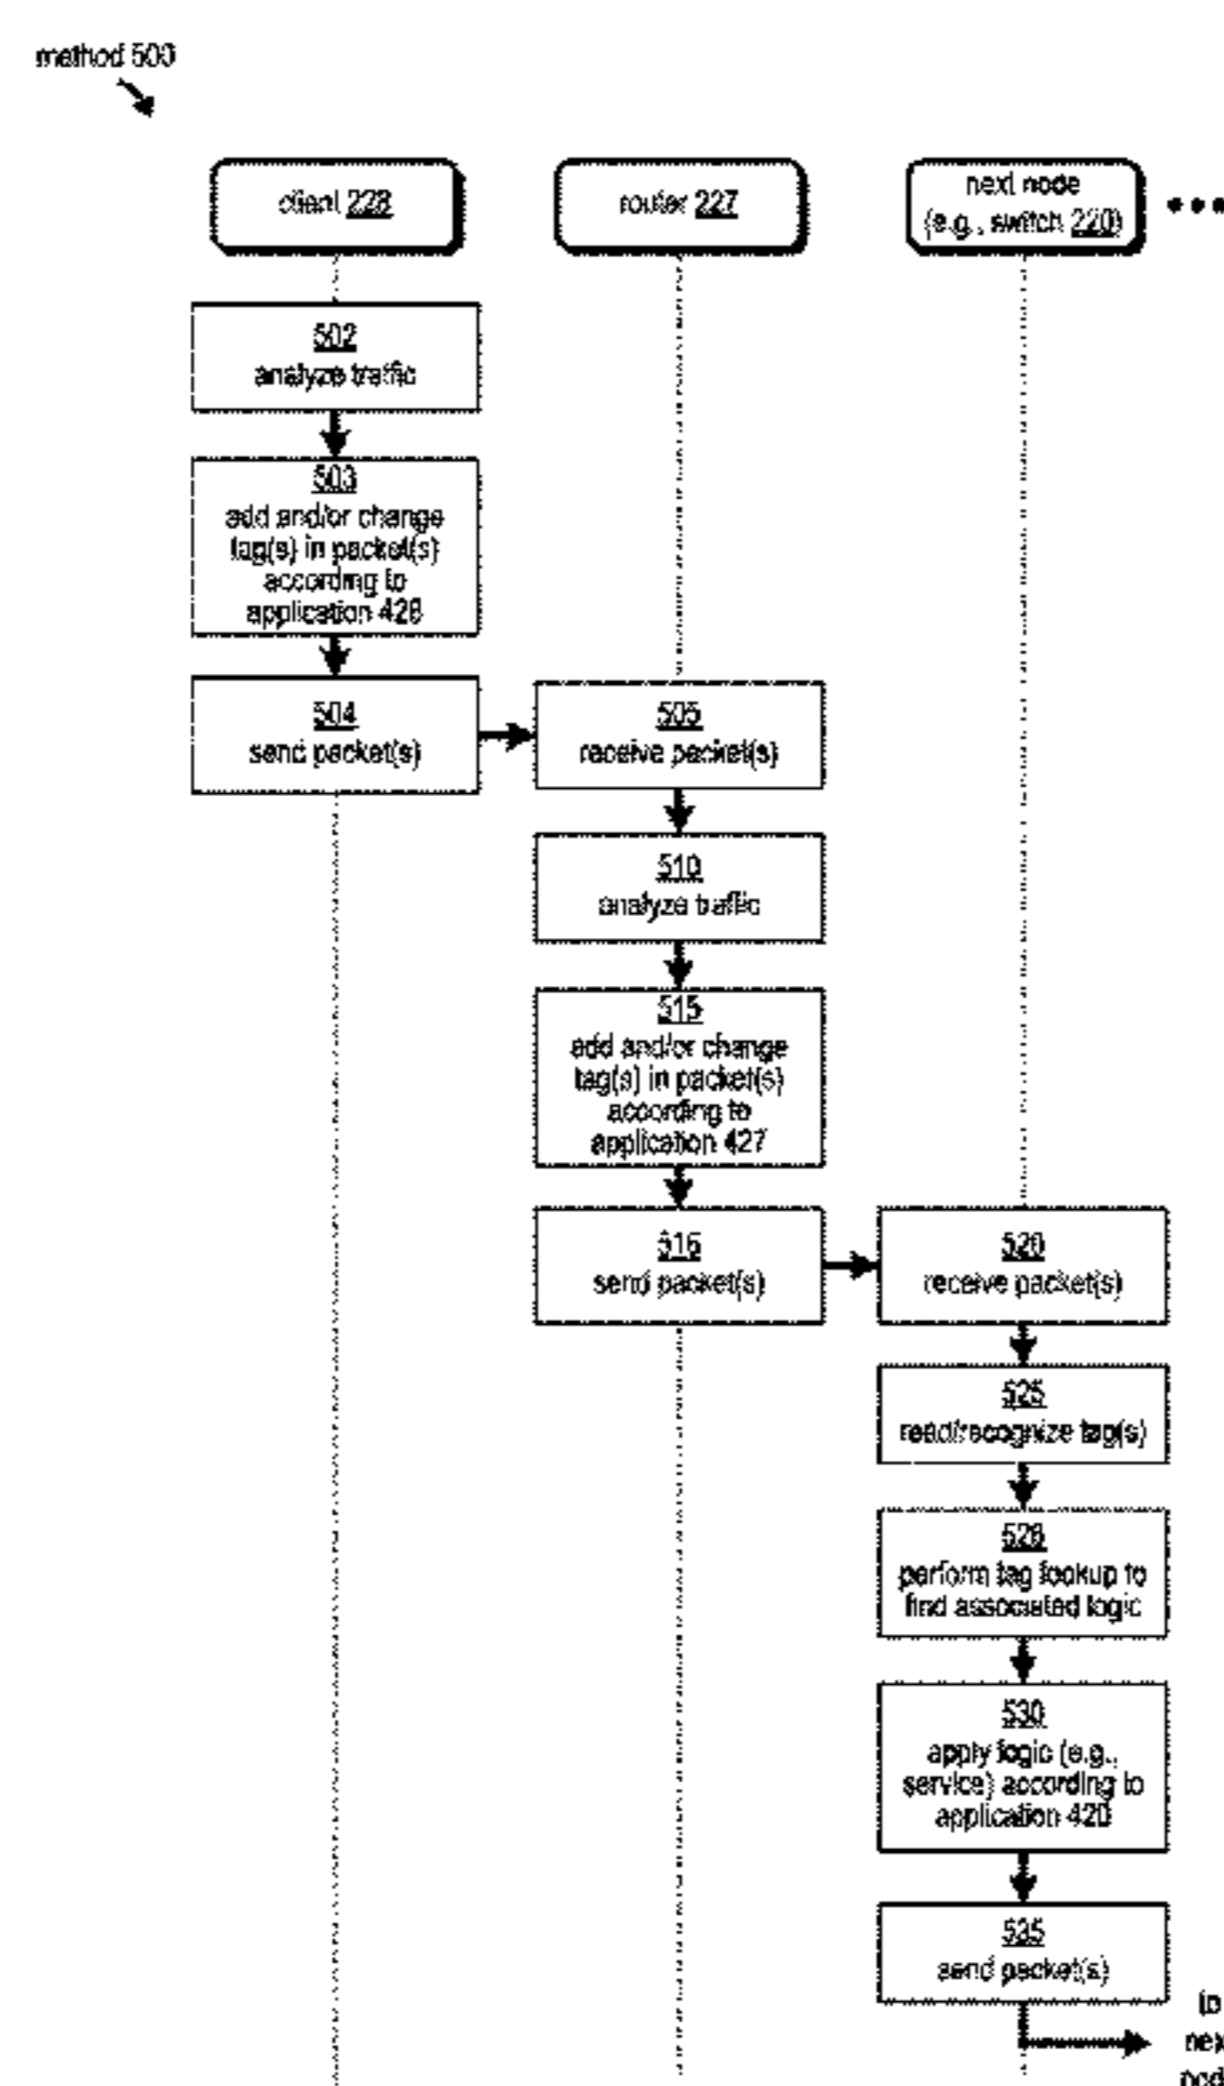 method 500
client 228
router 227
next node
(e.g., switch 220)
502
analyze traffic
503
add and/or change
tag(s) in packet(s)
according to
application 428
504
send packet(s)
505
receive packet(s)
510
analyze traffic
515
add and/or change
tag(s) in packet(s)
according to
application 427
516
send packet(s)
520
receive packet(s)
525
read/recognize tag(s)
526
perform tag lookup to
find associated logic
530
apply logic (e.g.,
service) according to
application 420
535
send packet(s)
to